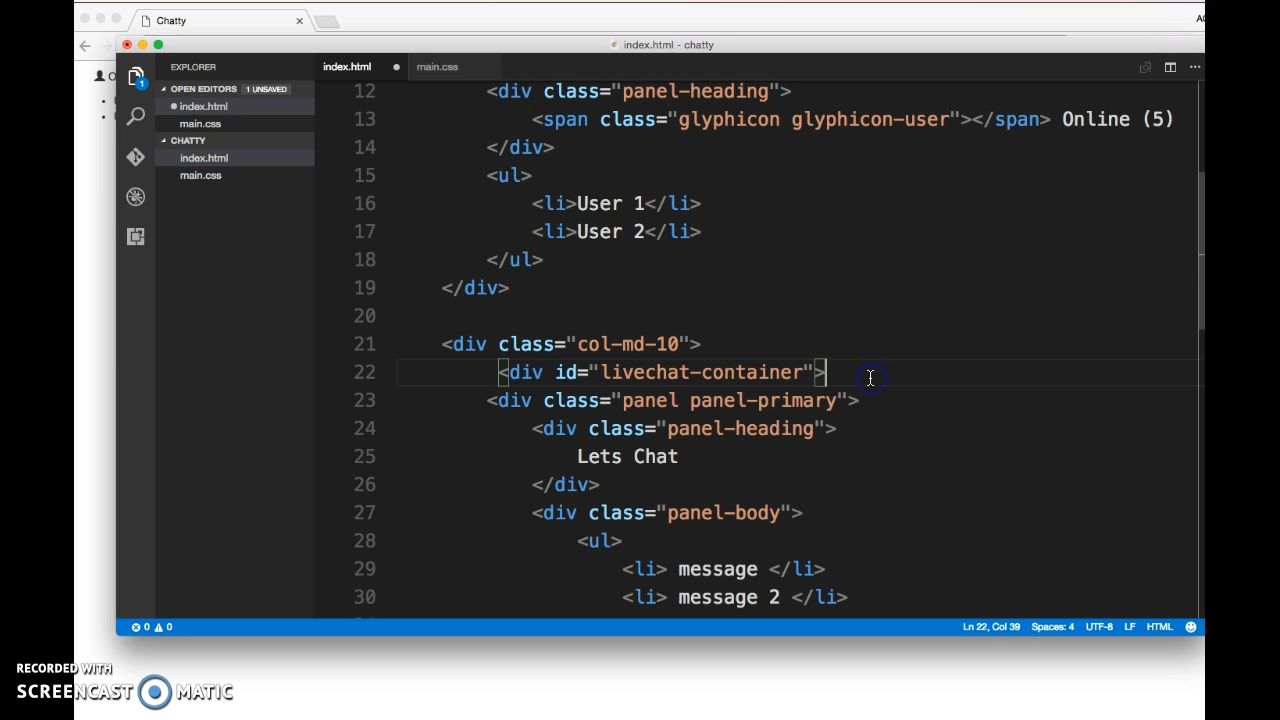 Chatty
AC
index.html - chatty
EXPLORER
OPEN EDITORS 1 UNSAVED
index.html
main.css
CHATTY
index.html
main.css
1
index.html
main.css
12 <div class="panel-heading">
13 <span class="glyphicon glyphicon-user"></span> Online (5)
14 </div>
15 <ul>
16 <li>User 1</li>
17 <li>User 2</li>
18 </ul>
19 </div>
20
21 <div class="col-md-10">
22 <div id="livechat-container">
23 <div class="panel panel-primary">
24 <div class="panel-heading">
25 Lets Chat
26 </div>
27 <div class="panel-body">
28 <ul>
29 <li> message </li>
30 <li> message 2 </li>
0 0
Ln 22, Col 39 Spaces: 4 UTF-8 LF HTML
RECORDED WITH
SCREENCAST MATIC